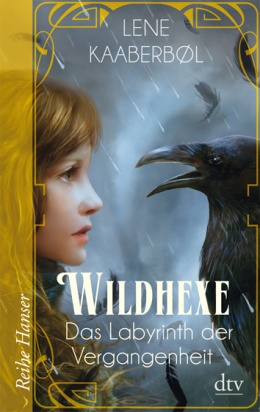 LENE
KAABERBØL
WILDHEXE
Das Labyrinth der
Vergangenheit
Reihe Hanser
dtv